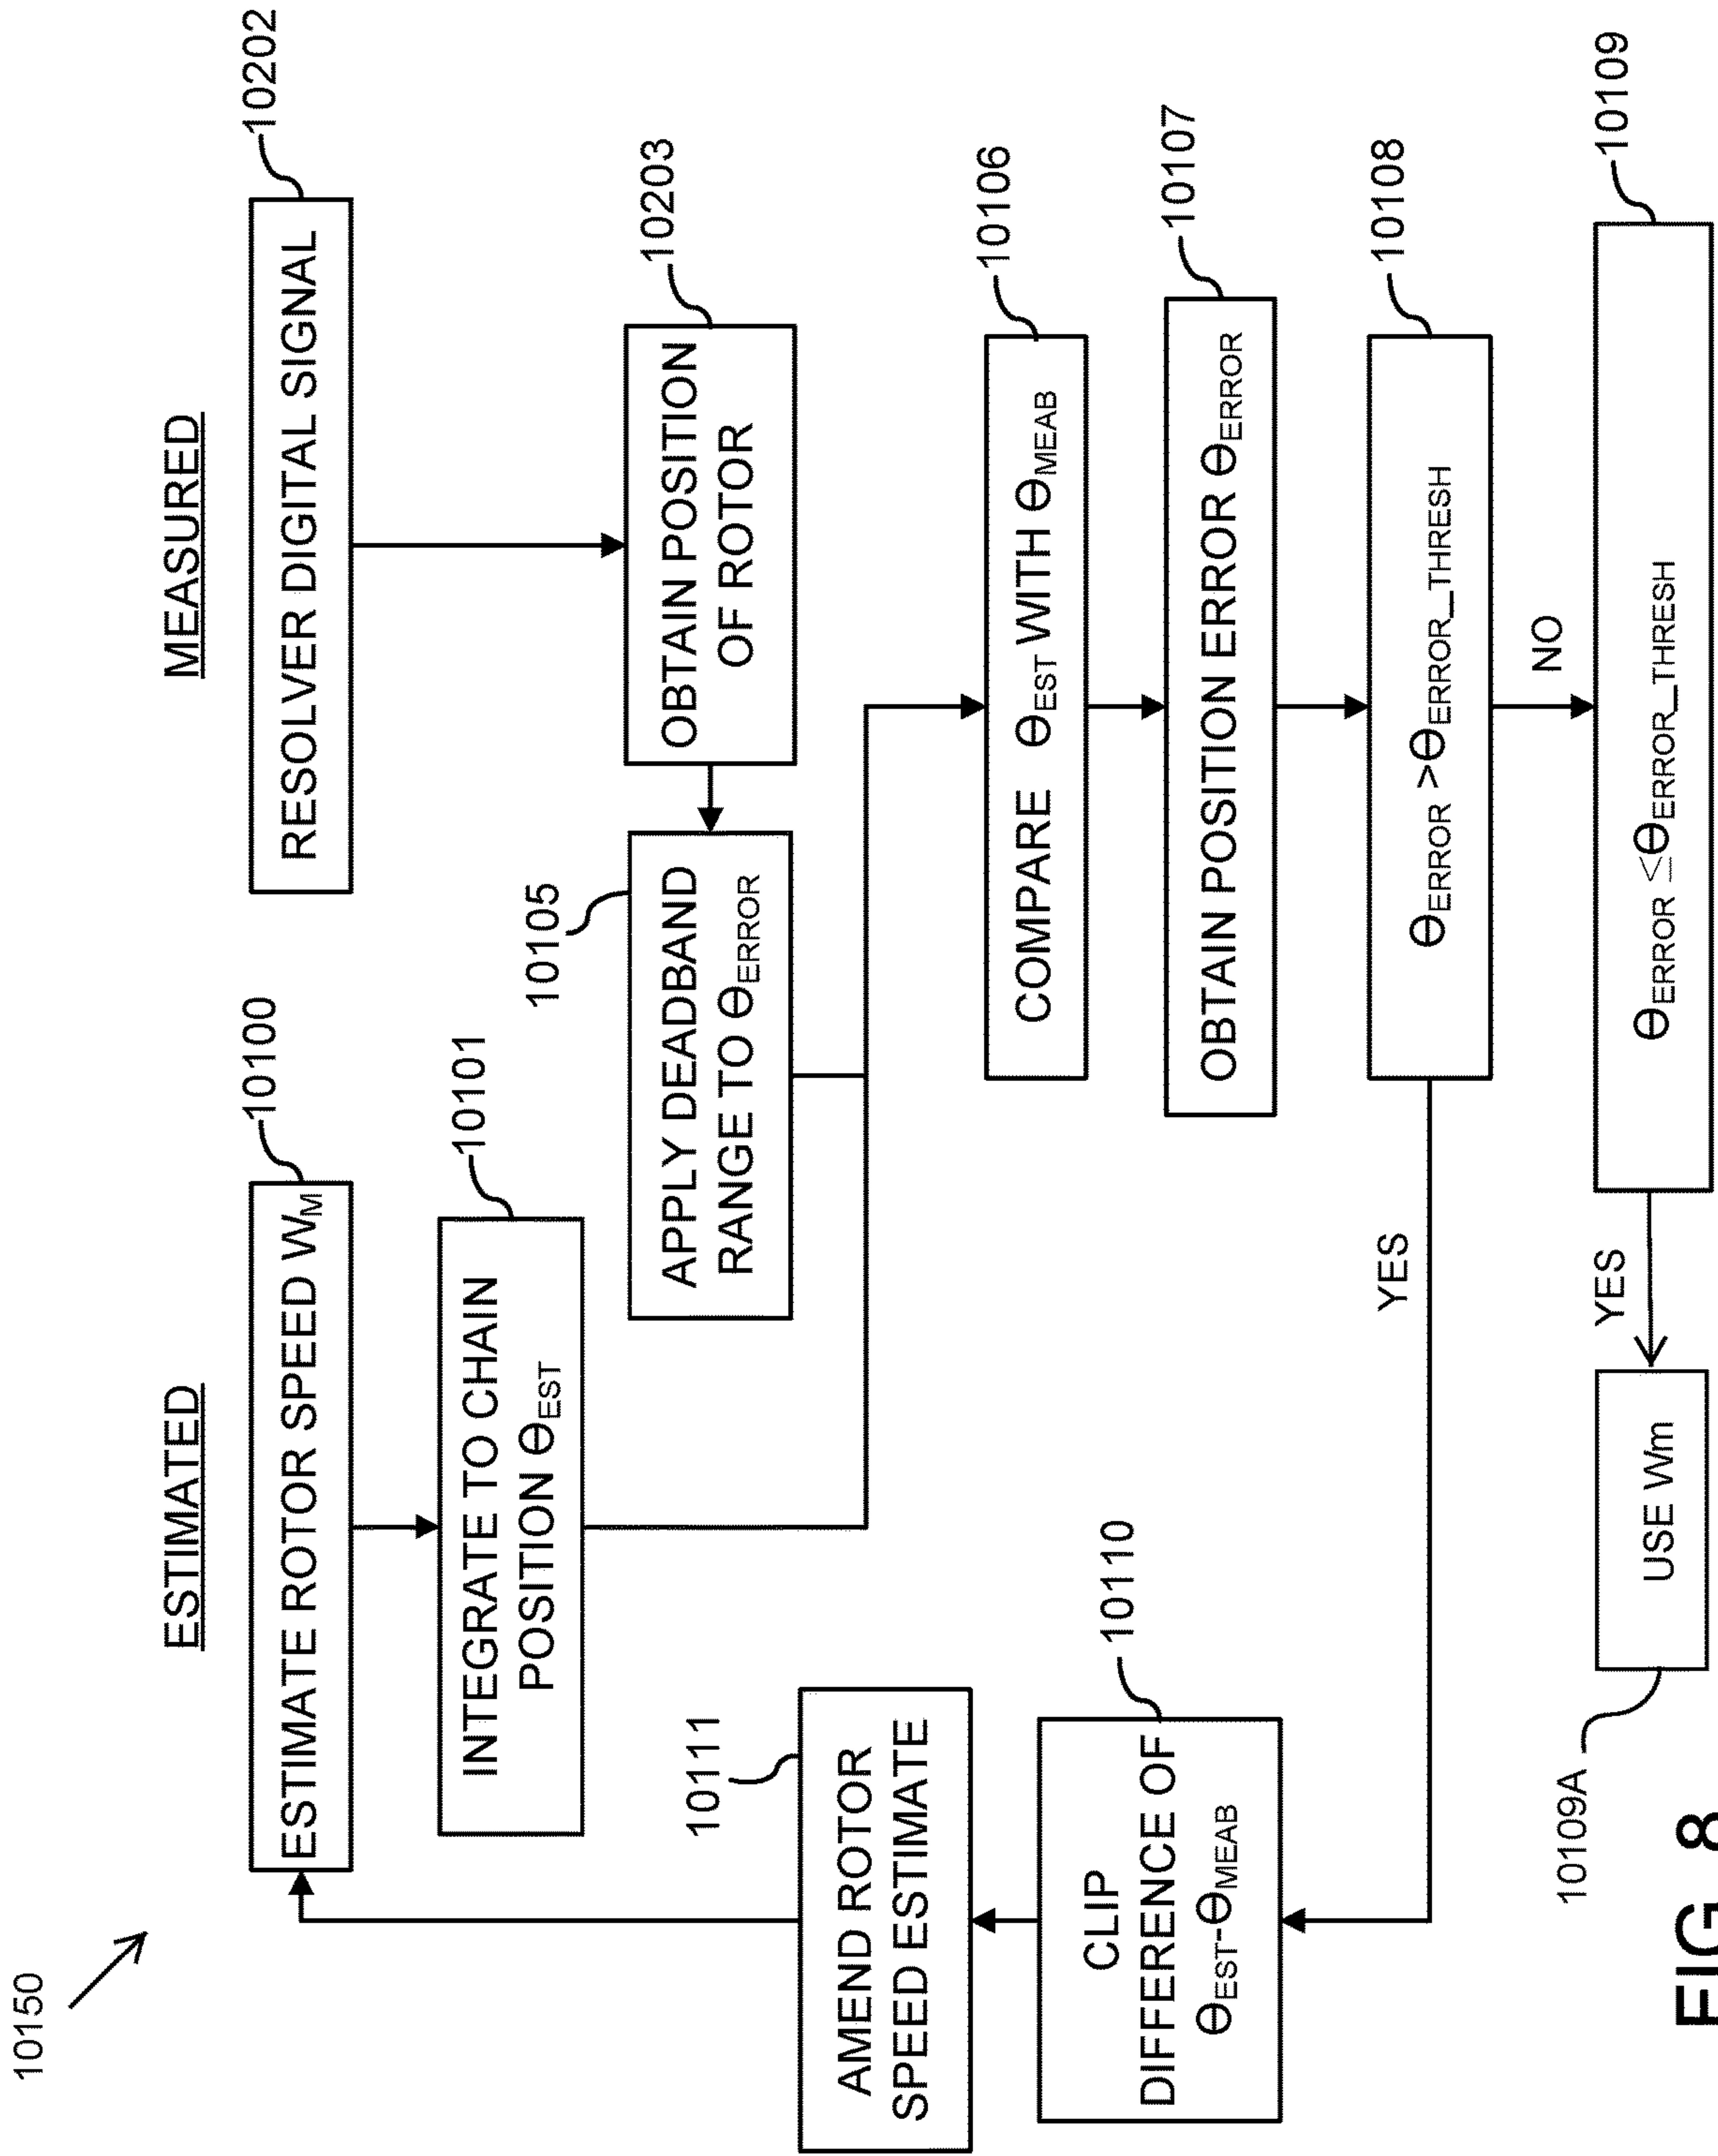 10150
ESTIMATED
MEASURED
ESTIMATE ROTOR SPEED WM
10100
RESOLVER DIGITAL SIGNAL
10202
INTEGRATE TO CHAIN
POSITION ΘEST
10101
OBTAIN POSITION
OF ROTOR
10203
APPLY DEADBAND
RANGE TO ΘERROR
10105
COMPARE ΘEST WITH ΘMEAB
10106
OBTAIN POSITION ERROR ΘERROR
10107
ΘERROR >ΘERROR_THRESH
10108
YES
NO
ΘERROR ≤ΘERROR_THRESH
10109
YES
USE Wm
10109A
CLIP
DIFFERENCE OF
ΘEST-ΘMEAB
10110
AMEND ROTOR
SPEED ESTIMATE
10111
FIG. 8